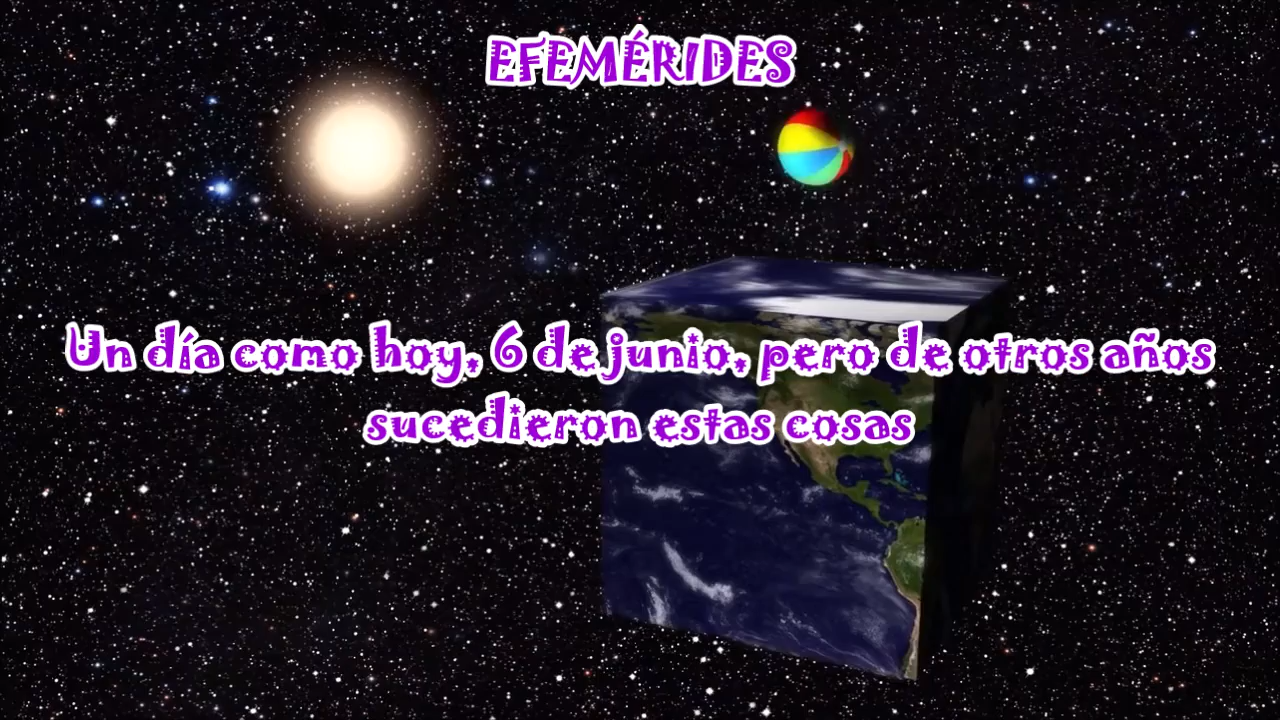 EFEMÉRIDES
Un día como hoy, 6 de junio, pero de otros años
sucedieron estas cosas